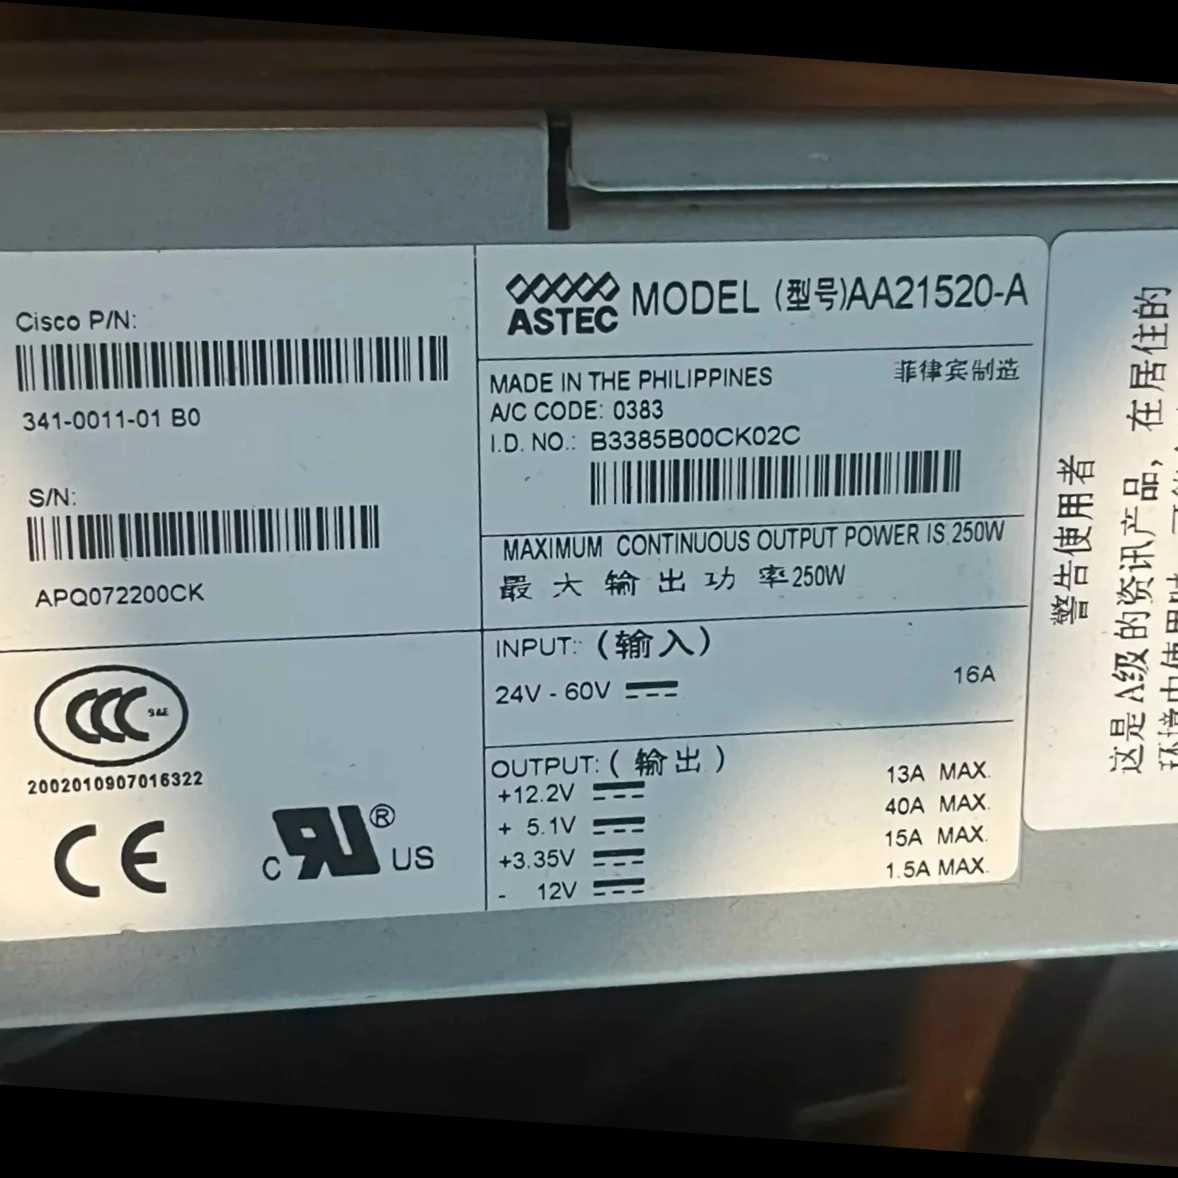 Cisco P/N:
341-0011-01 B0
S/N:
APQ072200CK
CCC S&E
2002010907016322
CE
C RU ® US
ASTEC MODEL (型号)AA21520-A
MADE IN THE PHILIPPINES 菲律宾制造
A/C CODE: 0383
I.D. NO.: B3385B00CK02C
MAXIMUM CONTINUOUS OUTPUT POWER IS 250W
最大输出功率250W
INPUT: (输入)
24V - 60V 16A
OUTPUT: (输出)
+12.2V 13A MAX.
+ 5.1V 40A MAX.
+3.35V 15A MAX.
- 12V 1.5A MAX.
警告使用者
这是A级的资讯产品，在居住的